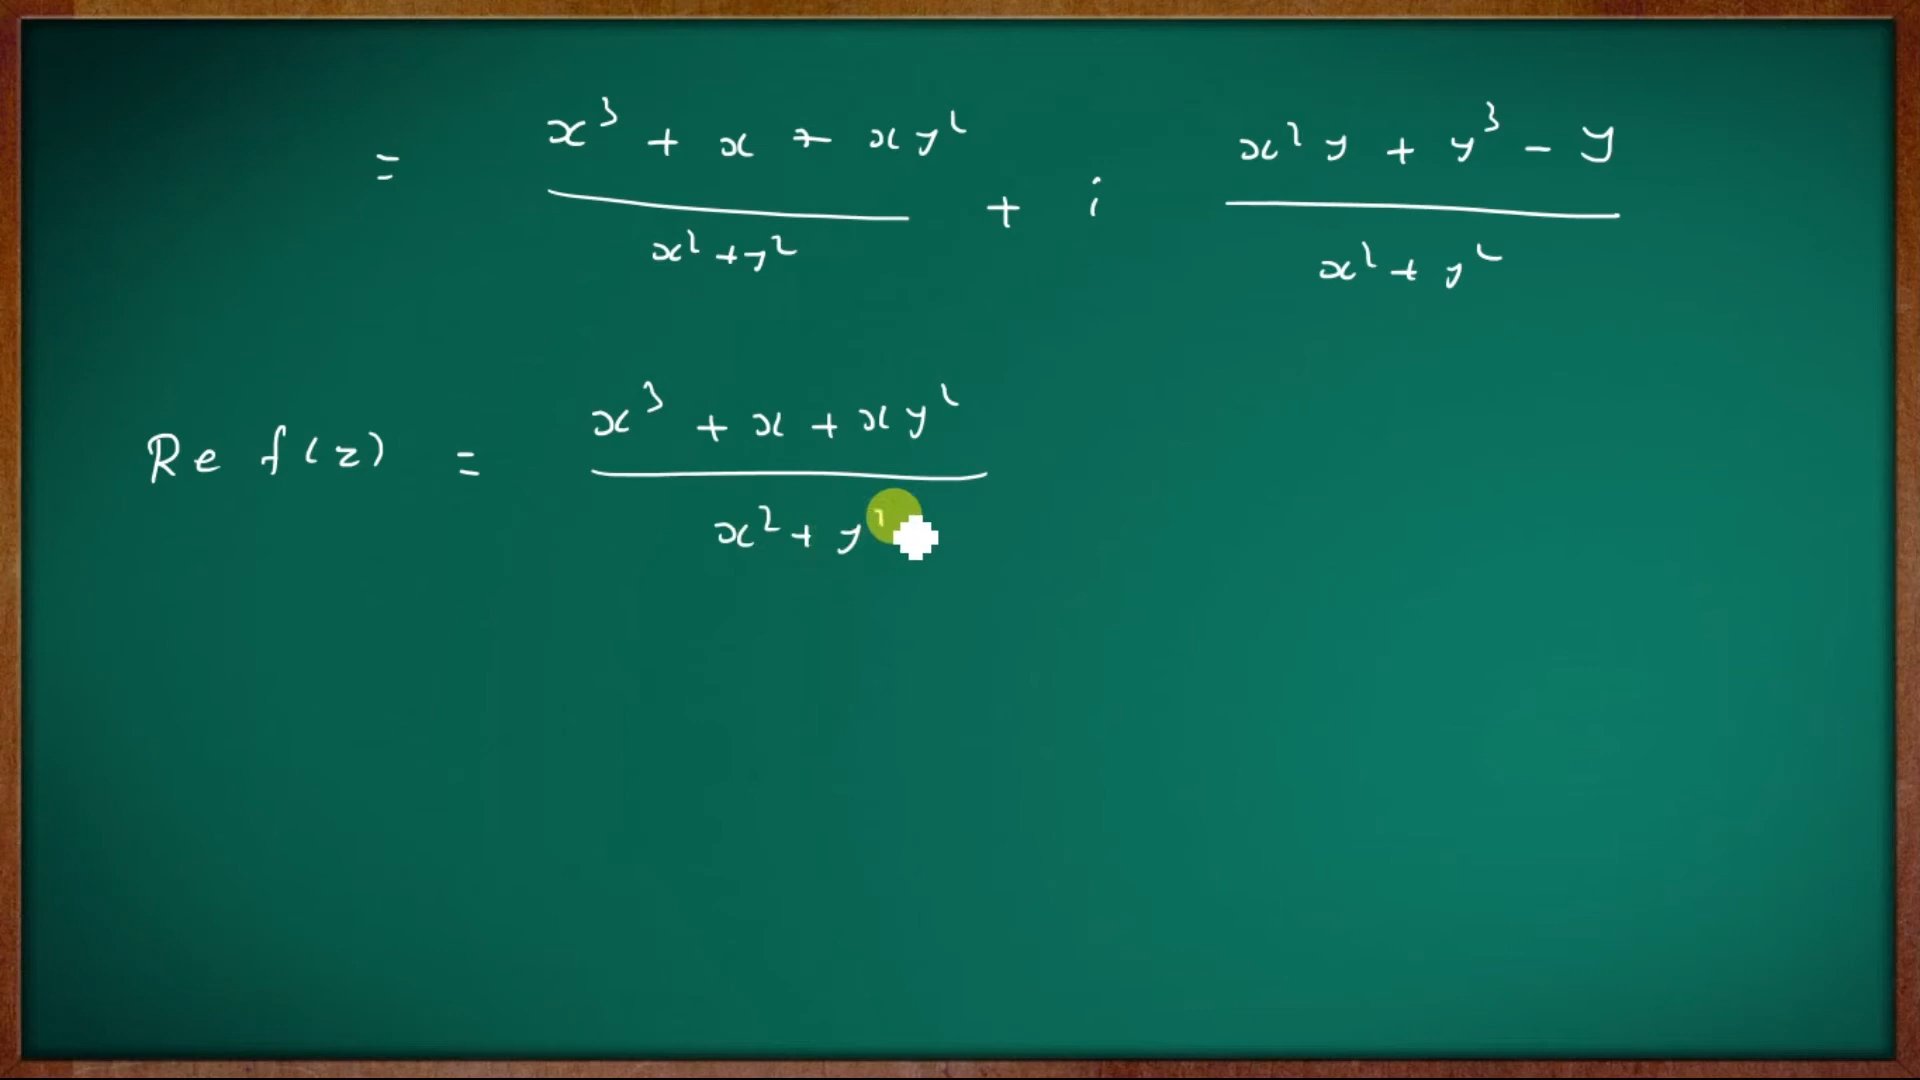 = (x³ + x + xy²)/(x² + y²) + i (x²y + y³ - y)/(x² + y²)
Re f(z) = (x³ + x + xy²)/(x² + y²)